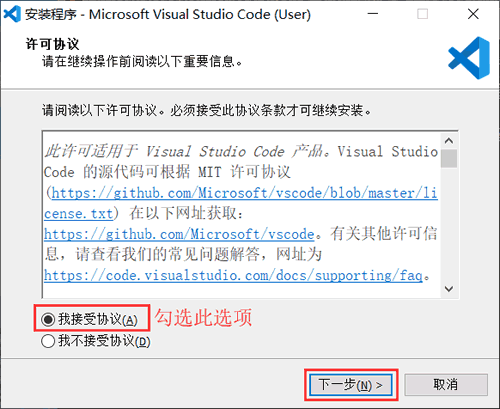 安装程序 - Microsoft Visual Studio Code (User)
许可协议
请在继续操作前阅读以下重要信息。
请阅读以下许可协议。必须接受此协议条款才可继续安装。
此许可适用于 Visual Studio Code 产品。Visual Studio
Code 的源代码可根据 MIT 许可协议
(https://github.com/Microsoft/vscode/blob/master/li
cense.txt) 在以下网址获取:
https://github.com/Microsoft/vscode。有关其他许可信
息，请查看我们的常见问题解答，网址为
https://code.visualstudio.com/docs/supporting/faq。
我接受协议(A) 勾选此选项
我不接受协议(D)
下一步(N) > 取消